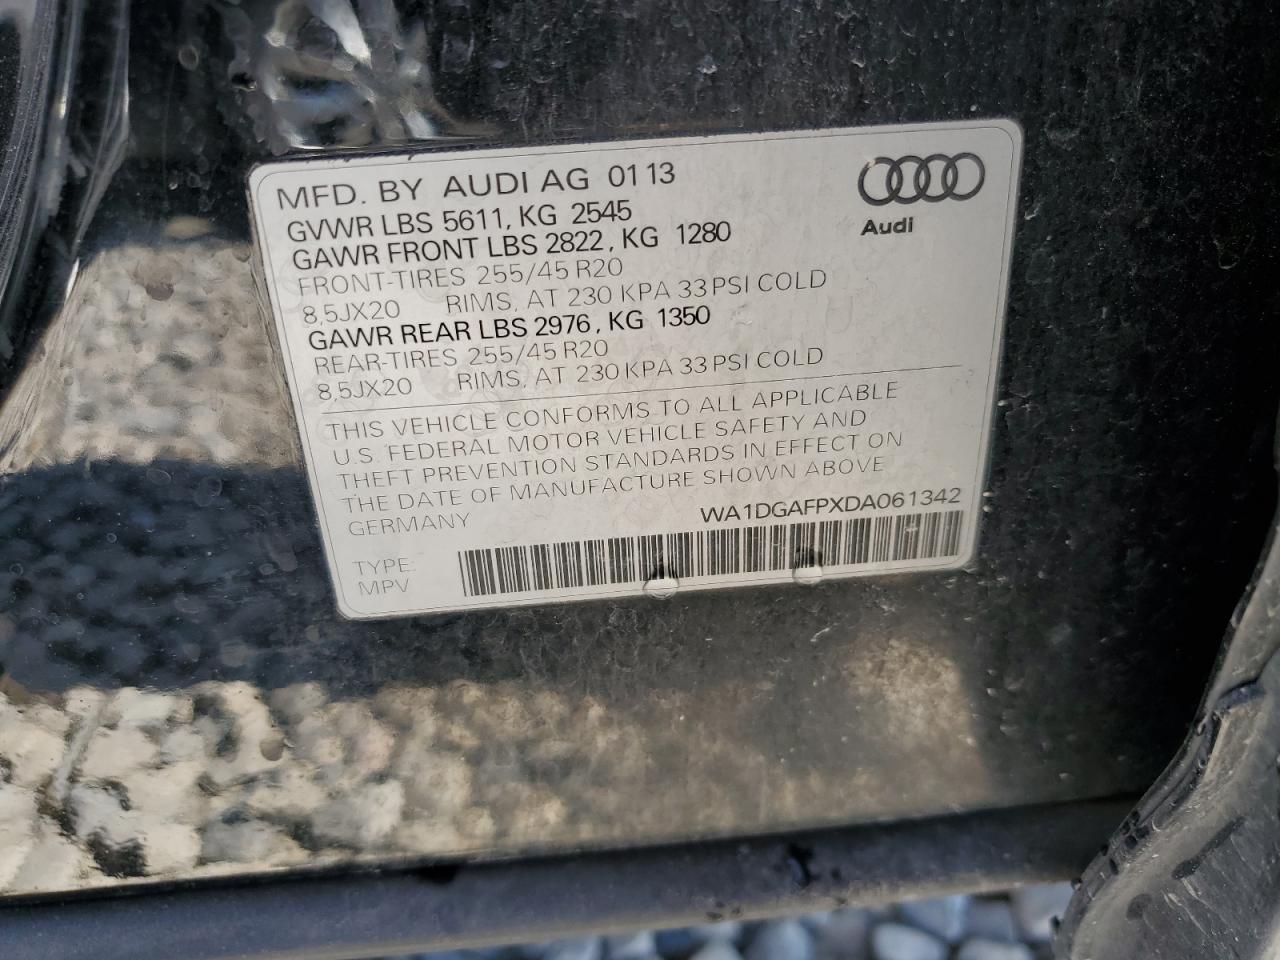 MFD. BY AUDI AG 0113
GVWR LBS 5611, KG 2545
GAWR FRONT LBS 2822, KG 1280
FRONT-TIRES 255/45 R20
8,5JX20 RIMS, AT 230 KPA 33 PSI COLD
GAWR REAR LBS 2976, KG 1350
REAR-TIRES 255/45 R20
8,5JX20 RIMS, AT 230 KPA 33 PSI COLD
Audi
THIS VEHICLE CONFORMS TO ALL APPLICABLE
U.S. FEDERAL MOTOR VEHICLE SAFETY AND
THEFT PREVENTION STANDARDS IN EFFECT ON
THE DATE OF MANUFACTURE SHOWN ABOVE
GERMANY WA1DGAFPXDA061342
TYPE:
MPV